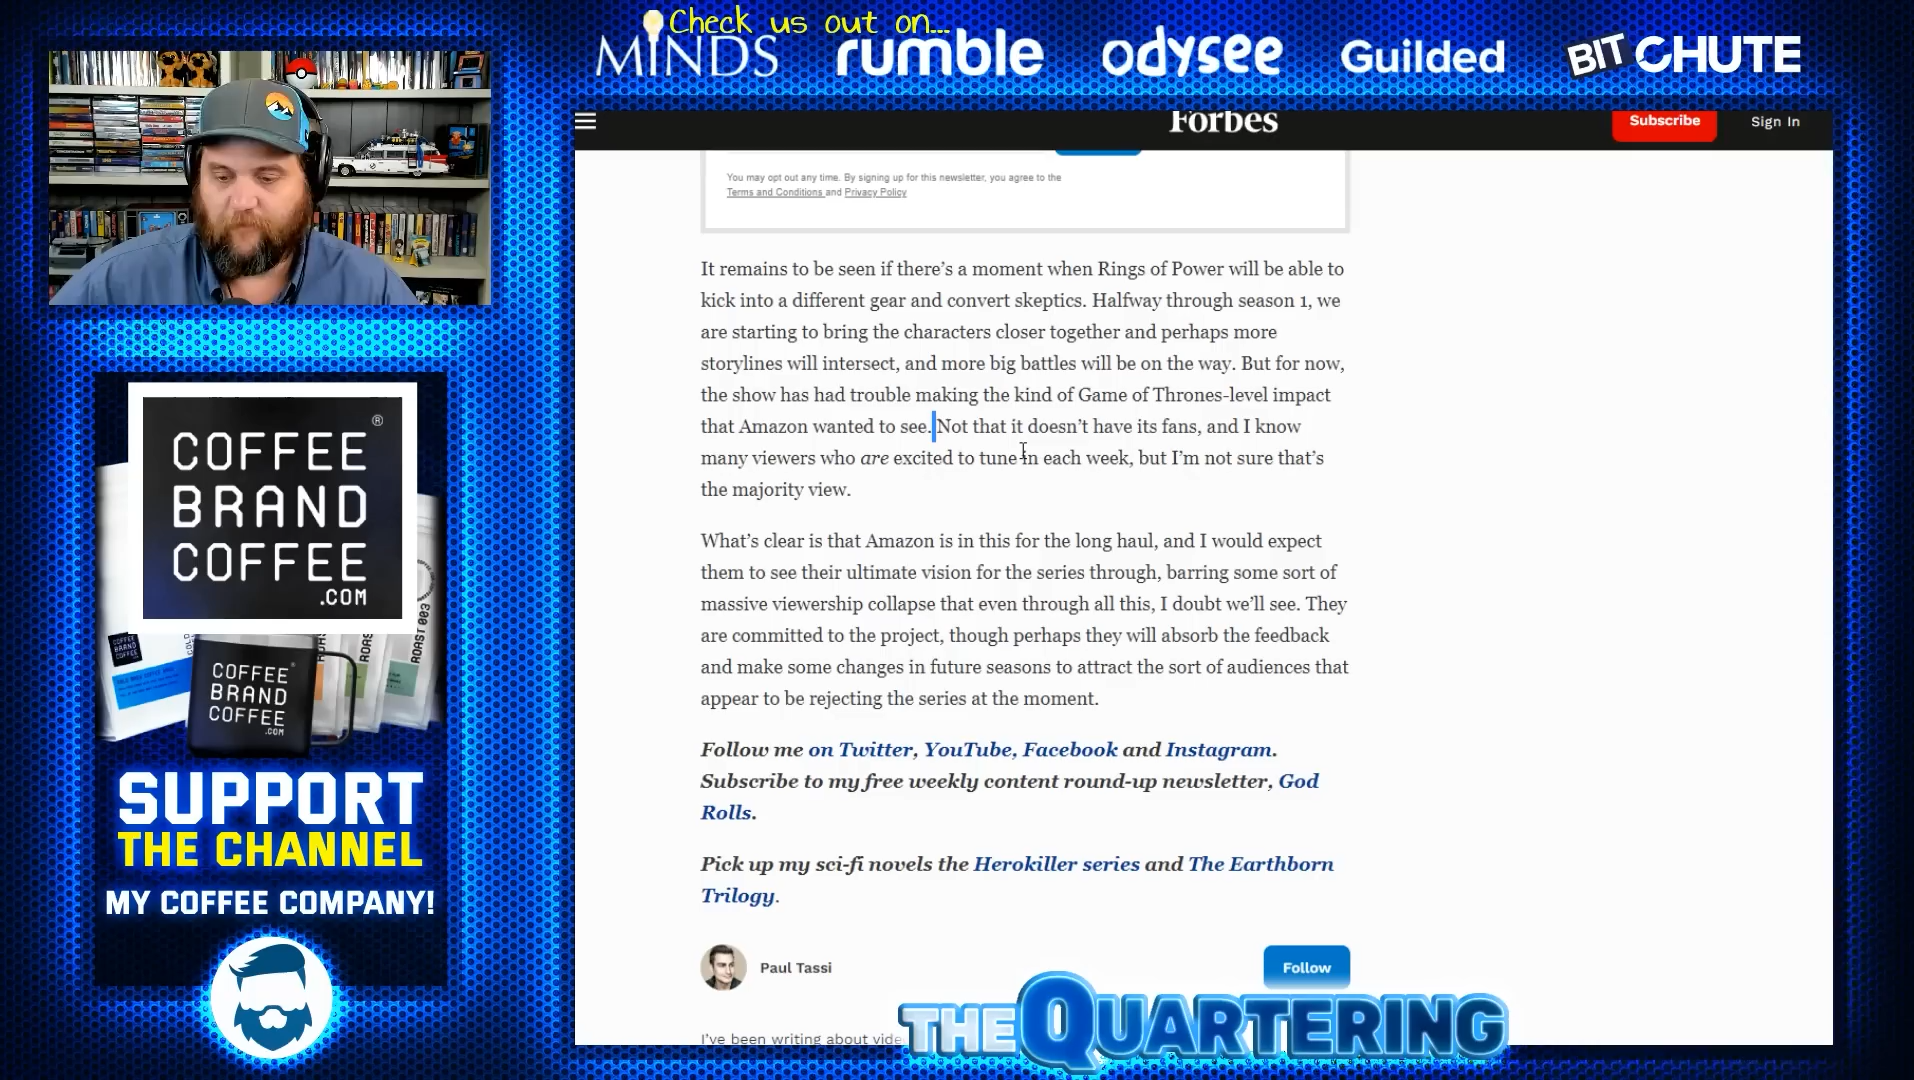 Check us out on...
MINDS
rumble
odysee
Guilded
BIT CHUTE
Forbes
Subscribe
Sign In
You may opt out any time. By signing up for this newsletter, you agree to the
Terms and Conditions and Privacy Policy
It remains to be seen if there’s a moment when Rings of Power will be able to
kick into a different gear and convert skeptics. Halfway through season 1, we
are starting to bring the characters closer together and perhaps more
storylines will intersect, and more big battles will be on the way. But for now,
the show has had trouble making the kind of Game of Thrones-level impact
that Amazon wanted to see. Not that it doesn’t have its fans, and I know
many viewers who are excited to tune in each week, but I’m not sure that’s
the majority view.
What’s clear is that Amazon is in this for the long haul, and I would expect
them to see their ultimate vision for the series through, barring some sort of
massive viewership collapse that even through all this, I doubt we’ll see. They
are committed to the project, though perhaps they will absorb the feedback
and make some changes in future seasons to attract the sort of audiences that
appear to be rejecting the series at the moment.
Follow me on Twitter, YouTube, Facebook and Instagram.
Subscribe to my free weekly content round-up newsletter, God
Rolls.
Pick up my sci-fi novels the Herokiller series and The Earthborn
Trilogy.
Paul Tassi
Follow
I’ve been writing about
THE QUARTERING
COFFEE ®
BRAND
COFFEE
.COM
ROAST 003
COFFEE
BRAND
COFFEE
COFFEE®
BRAND
COFFEE
.COM
SUPPORT
THE CHANNEL
MY COFFEE COMPANY!